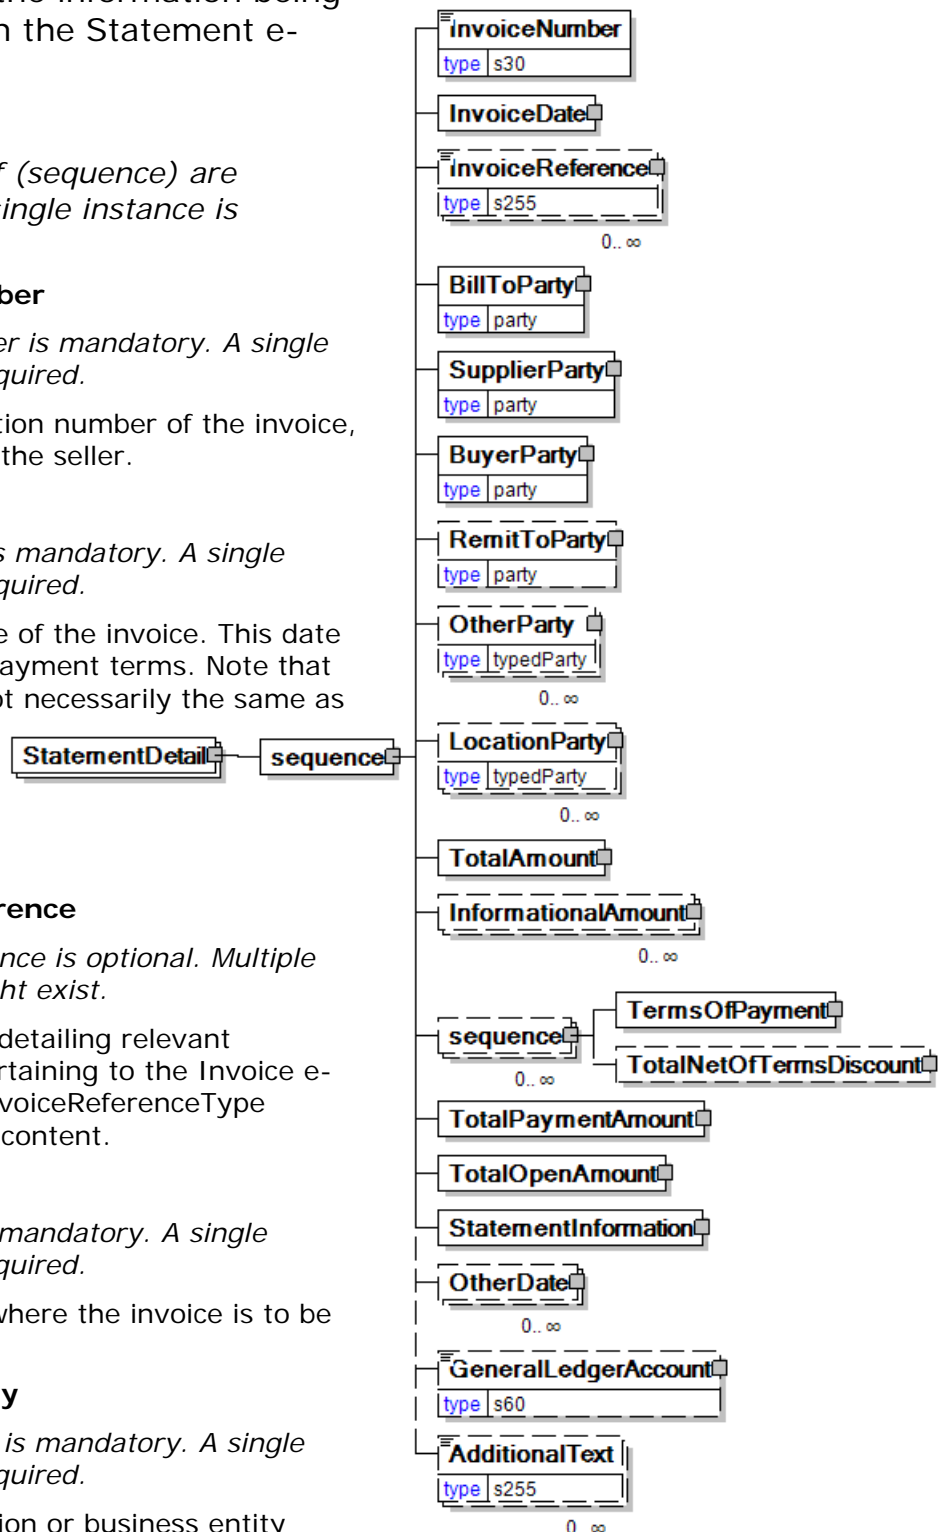 the information being
n the Statement e-
f (sequence) are
single instance is
ber
er is mandatory. A single
quired.
tion number of the invoice,
the seller.
s mandatory. A single
quired.
e of the invoice. This date
payment terms. Note that
ot necessarily the same as
rence
nce is optional. Multiple
ht exist.
detailing relevant
rtaining to the Invoice e-
nvoiceReferenceType
content.
mandatory. A single
quired.
where the invoice is to be
y
is mandatory. A single
quired.
ion or business entity
StatementDetail
sequence
InvoiceNumber
type s30
InvoiceDate
InvoiceReference
type s255
0.. ∞
BillToParty
type party
SupplierParty
type party
BuyerParty
type party
RemitToParty
type party
OtherParty
type typedParty
0.. ∞
LocationParty
type typedParty
0.. ∞
TotalAmount
InformationalAmount
0.. ∞
sequence
0.. ∞
TermsOfPayment
TotalNetOfTermsDiscount
TotalPaymentAmount
TotalOpenAmount
StatementInformation
OtherDate
0.. ∞
GeneralLedgerAccount
type s60
AdditionalText
type s255
0.. ∞